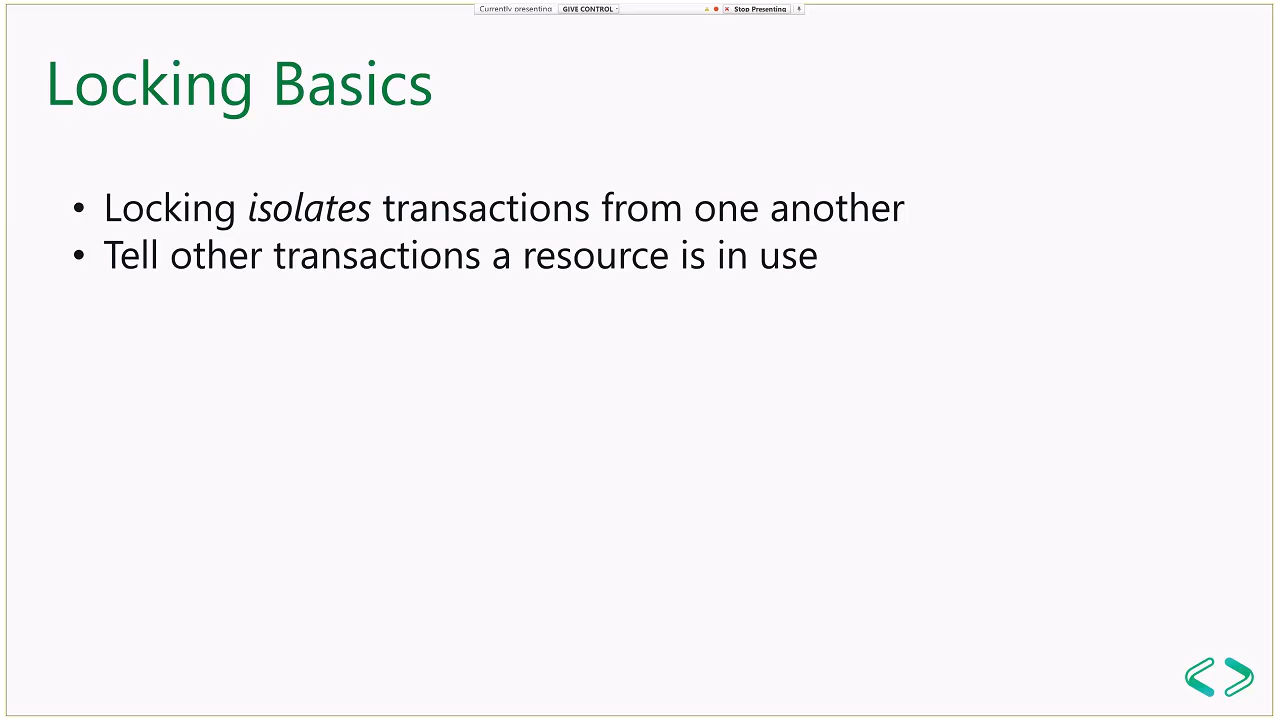 Currently presenting GIVE CONTROL Stop Presenting
Locking Basics
• Locking isolates transactions from one another
• Tell other transactions a resource is in use